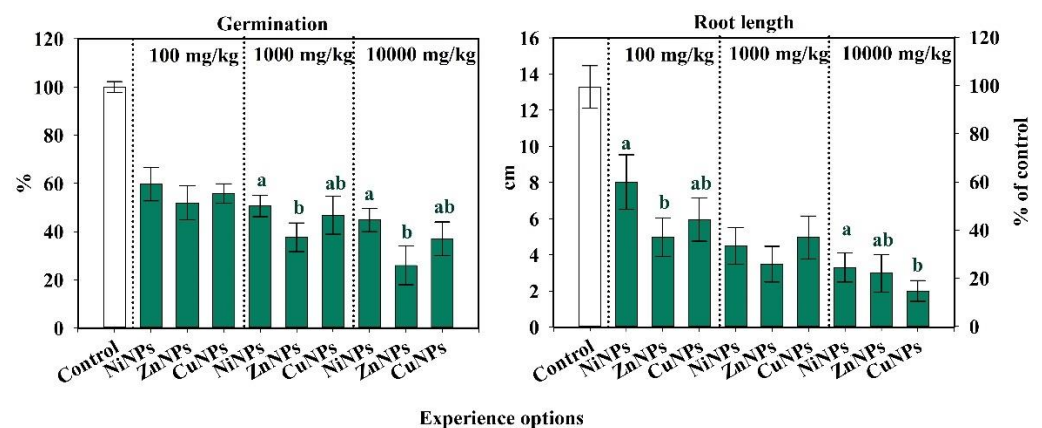 Germination
120
100
80
60
40
20
0
%
100 mg/kg
1000 mg/kg
10000 mg/kg
a
b
ab
a
b
ab
Control
NiNPs
ZnNPs
CuNPs
NiNPs
ZnNPs
CuNPs
NiNPs
ZnNPs
CuNPs
Root length
16
14
12
10
8
6
4
2
0
cm
100 mg/kg
1000 mg/kg
10000 mg/kg
a
b
ab
a
ab
b
120
100
80
60
40
20
0
% of control
Control
NiNPs
ZnNPs
CuNPs
NiNPs
ZnNPs
CuNPs
NiNPs
ZnNPs
CuNPs
Experience options